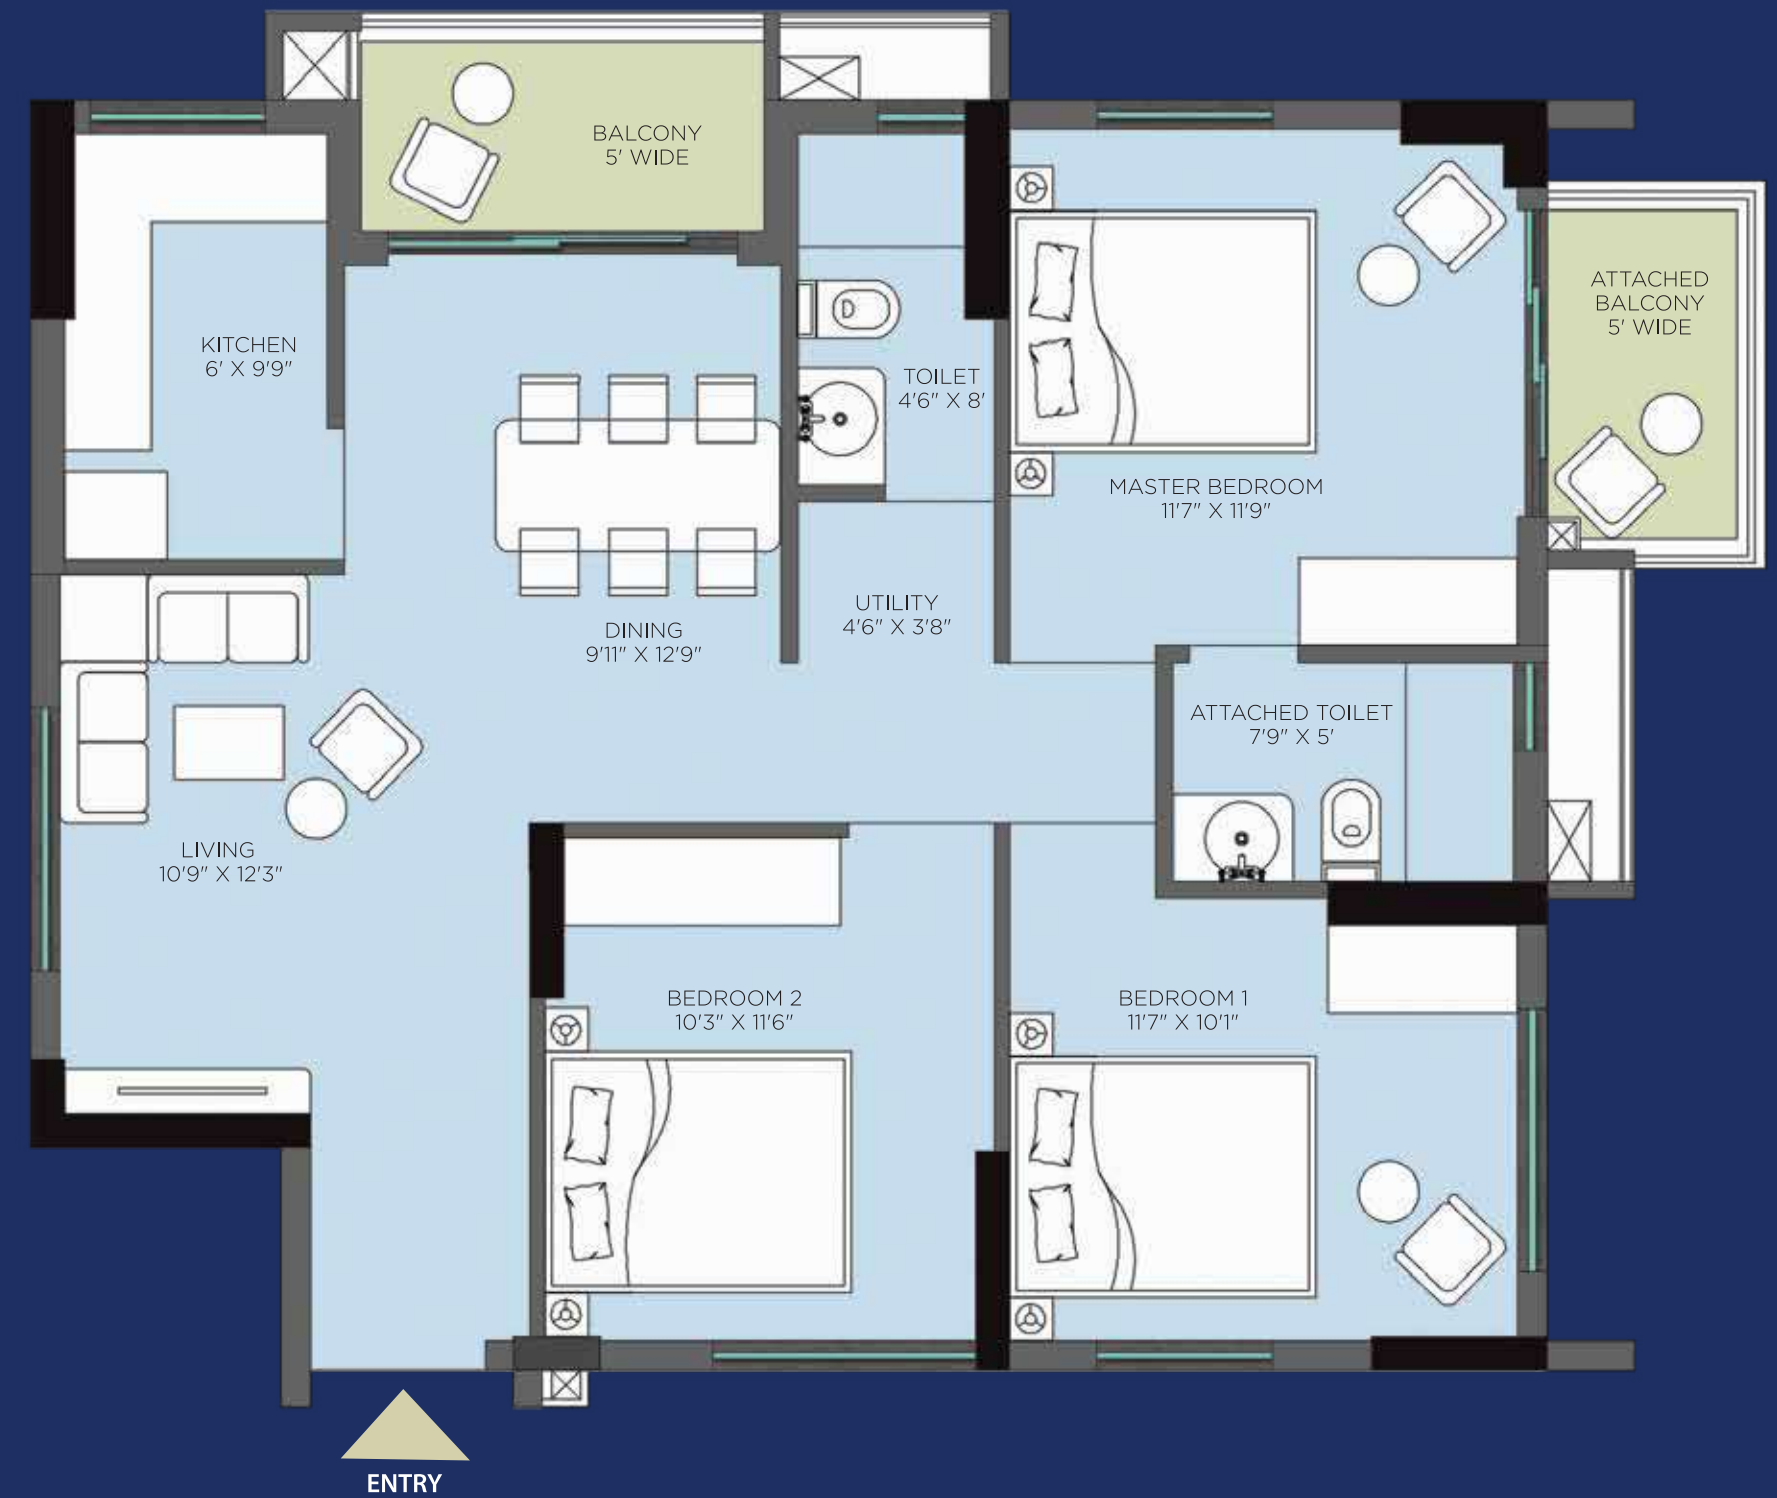 BALCONY
5' WIDE
ATTACHED
BALCONY
5' WIDE
KITCHEN
6' X 9'9"
TOILET
4'6" X 8'
MASTER BEDROOM
11'7" X 11'9"
UTILITY
4'6" X 3'8"
DINING
9'11" X 12'9"
ATTACHED TOILET
7'9" X 5'
LIVING
10'9" X 12'3"
BEDROOM 2
10'3" X 11'6"
BEDROOM 1
11'7" X 10'1"
ENTRY